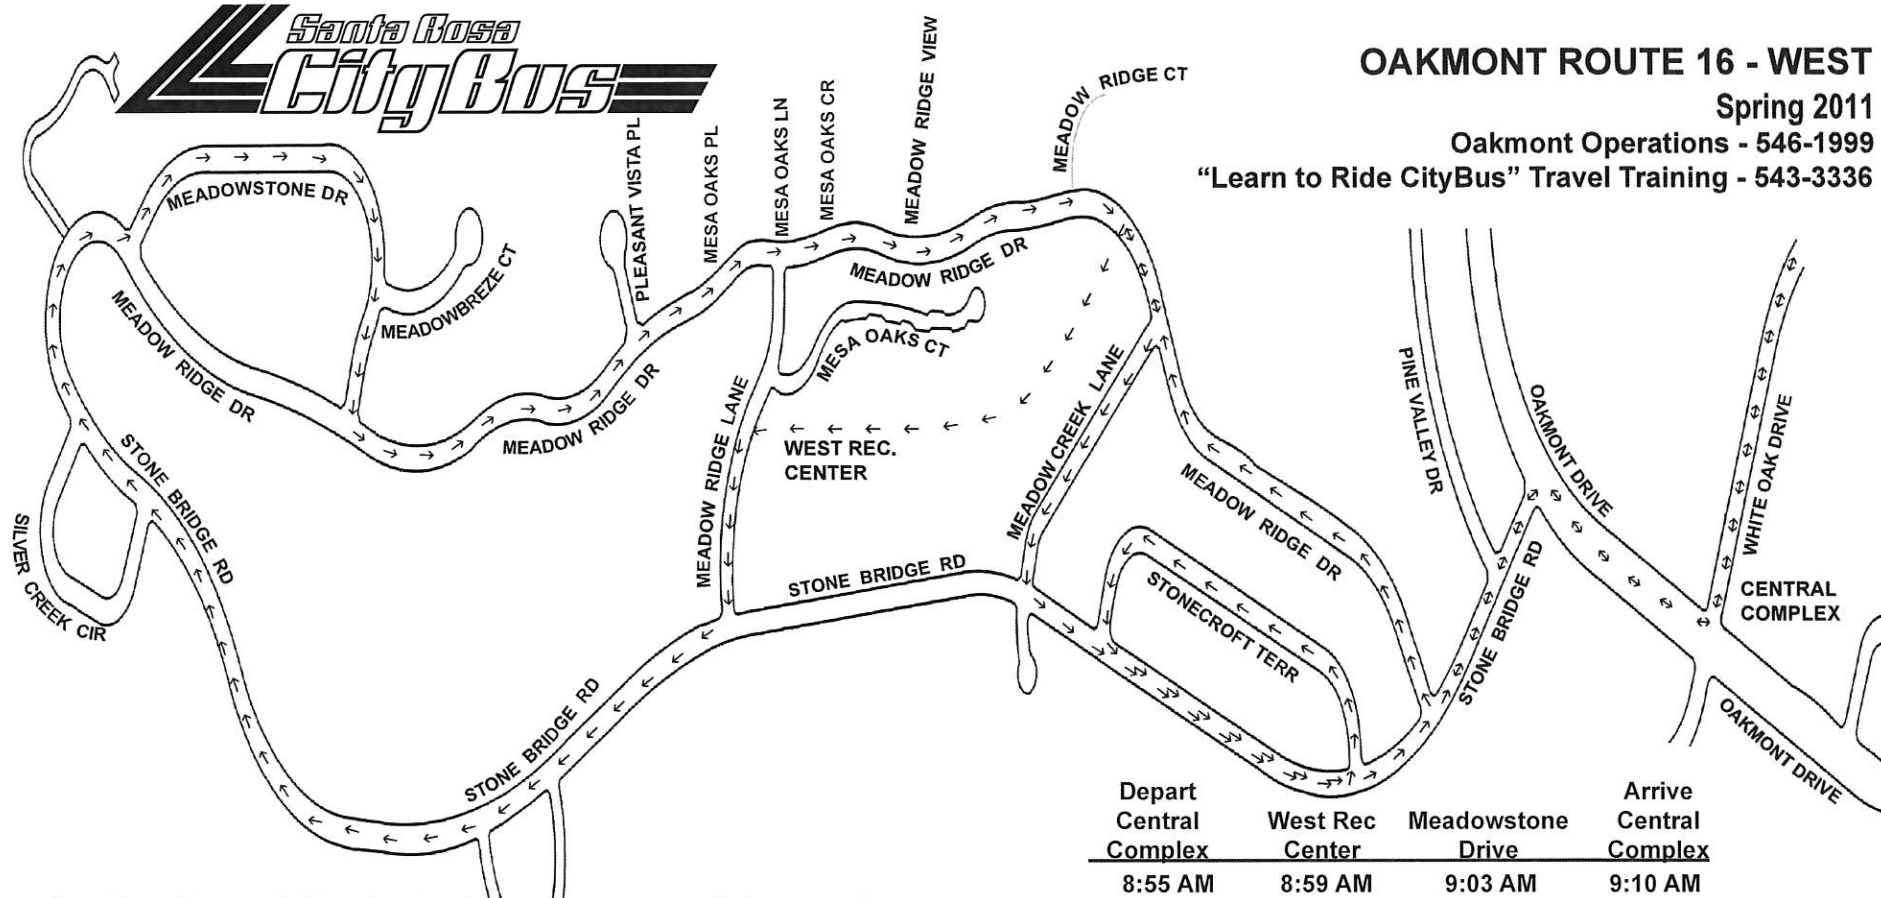 Santa Rosa
CityBus
OAKMONT ROUTE 16 - WEST
Spring 2011
Oakmont Operations - 546-1999
“Learn to Ride CityBus” Travel Training - 543-3336
MEADOWSTONE DR
MEADOWBREZE CT
PLEASANT VISTA PL
MESA OAKS PL
MESA OAKS LN
MESA OAKS CR
MEADOW RIDGE VIEW
MEADOW RIDGE CT
MEADOW RIDGE DR
MEADOW RIDGE DR
MEADOW RIDGE DR
MESA OAKS CT
MEADOW RIDGE LANE
WEST REC.
CENTER
MEADOW CREEK LANE
MEADOW RIDGE DR
PINE VALLEY DR
OAKMONT DRIVE
WHITE OAK DRIVE
CENTRAL
COMPLEX
STONE BRIDGE RD
SILVER CREEK CIR
STONE BRIDGE RD
STONECROFT TERR
STONE BRIDGE RD
STONE BRIDGE RD
OAKMONT DRIVE
Depart Arrive
Central West Rec Meadowstone Central
Complex Center Drive Complex
8:55 AM 8:59 AM 9:03 AM 9:10 AM